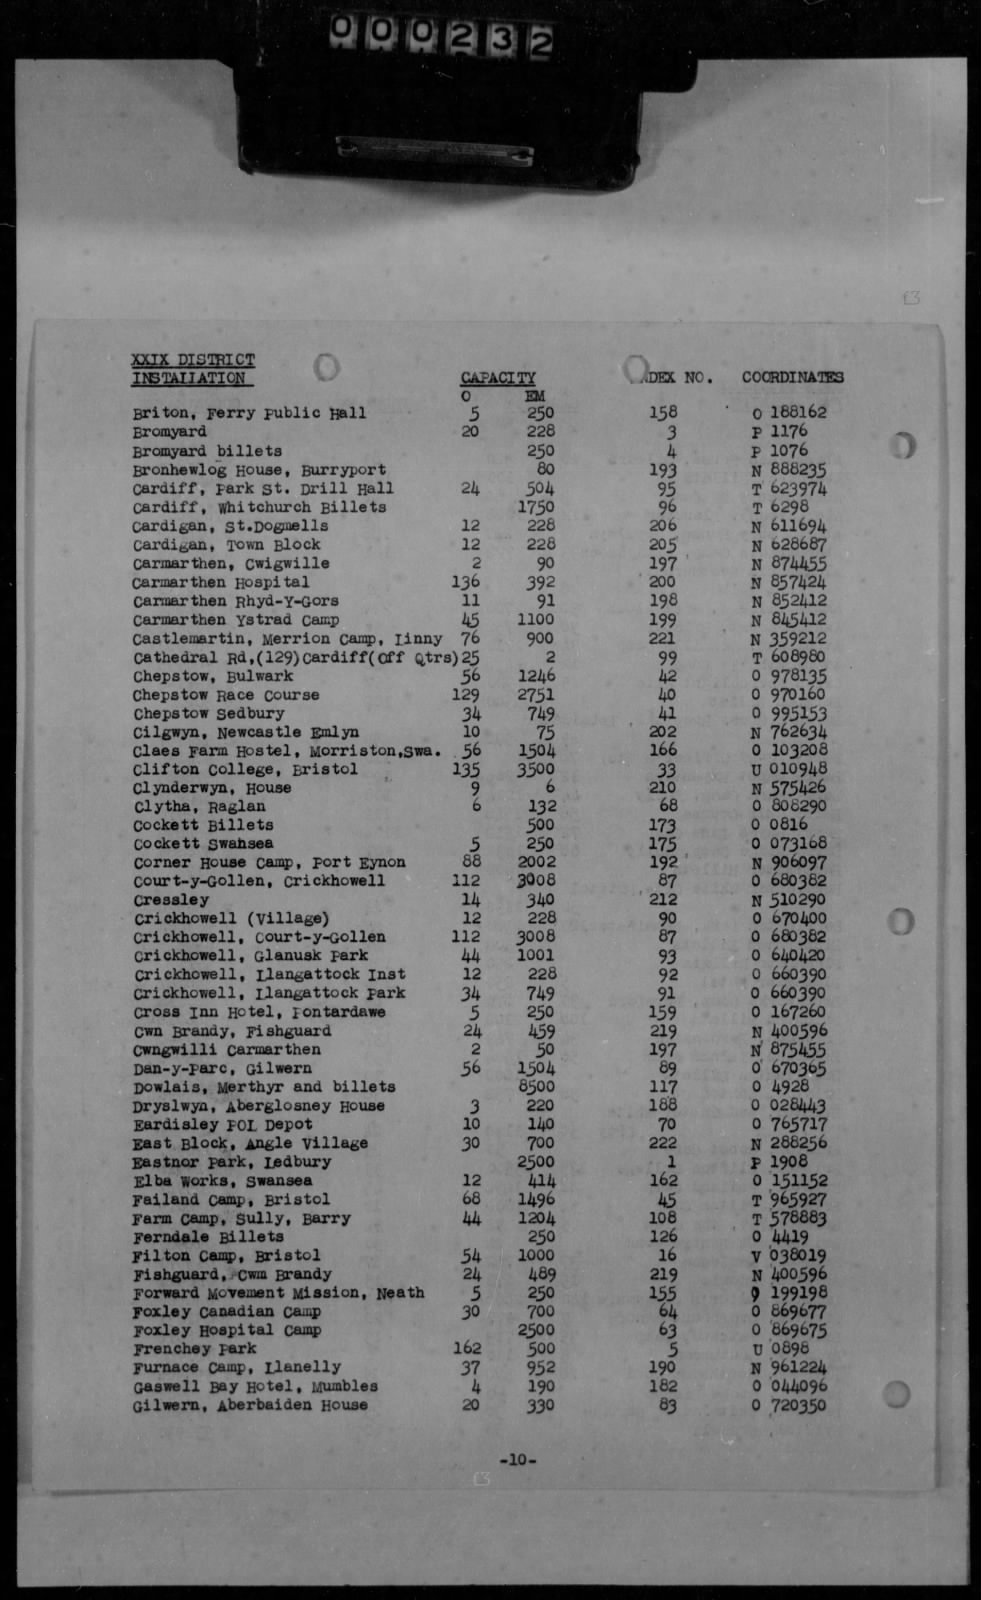 000232
XXIX DISTRICT
INSTALLATION CAPACITY NDEX NO. COORDINATES
O EM
Briton, Ferry Public Hall 5 250 158 O 188162
Bromyard 20 228 3 P 1176
Bromyard billets 250 4 P 1076
Bronhewlog House, Burryport 80 193 N 888235
Cardiff, Park St. Drill Hall 24 504 95 T 623974
Cardiff, Whitchurch Billets 1750 96 T 6298
Cardigan, St.Dogmells 12 228 206 N 611694
Cardigan, Town Block 12 228 205 N 628687
Carmarthen, Cwigwille 2 90 197 N 874455
Carmarthen Hospital 136 392 200 N 857424
Carmarthen Rhyd-Y-Gors 11 91 198 N 852412
Carmarthen Ystrad Camp 45 1100 199 N 845412
Castlemartin, Merrion Camp, Linny 76 900 221 N 359212
Cathedral Rd,(129)Cardiff(Off Qtrs)25 2 99 T 608980
Chepstow, Bulwark 56 1246 42 O 978135
Chepstow Race Course 129 2751 40 O 970160
Chepstow Sedbury 34 749 41 O 995153
Cilgwyn, Newcastle Emlyn 10 75 202 N 762634
Claes Farm Hostel, Morriston,Swa. 56 1504 166 O 103208
Clifton College, Bristol 135 3500 33 U 010948
Clynderwyn, House 9 6 210 N 575426
Clytha, Raglan 6 132 68 O 808290
Cockett Billets 500 173 O 0816
Cockett Swansea 5 250 175 O 073168
Corner House Camp, Port Eynon 88 2002 192 N 906097
Court-y-Gollen, Crickhowell 112 3008 87 O 680382
Cressley 14 340 212 N 510290
Crickhowell (Village) 12 228 90 O 670400
Crickhowell, Court-y-Gollen 112 3008 87 O 680382
Crickhowell, Glanusk Park 44 1001 93 O 640420
Crickhowell, Llangattock Inst 12 228 92 O 660390
Crickhowell, Llangattock Park 34 749 91 O 660390
Cross Inn Hotel, Pontardawe 5 250 159 O 167260
Cwn Brandy, Fishguard 24 459 219 N 400596
Cwngwilli Carmarthen 2 50 197 N 875455
Dan-y-Parc, Gilwern 56 1504 89 O 670365
Dowlais, Merthyr and billets 8500 117 O 4928
Dryslwyn, Aberglosney House 3 220 188 O 028443
Eardisley POL Depot 10 140 70 O 765717
East Block, Angle Village 30 700 222 N 288256
Eastnor Park, Ledbury 2500 1 P 1908
Elba Works, Swansea 12 414 162 O 151152
Failand Camp, Bristol 68 1496 45 T 965927
Farm Camp, Sully, Barry 44 1204 108 T 578883
Ferndale Billets 250 126 O 4419
Filton Camp, Bristol 54 1000 16 V 038019
Fishguard, Cwm Brandy 24 489 219 N 400596
Forward Movement Mission, Neath 5 250 155 O 199198
Foxley Canadian Camp 30 700 64 O 869677
Foxley Hospital Camp 2500 63 O 869675
Frenchey Park 162 500 5 U 0898
Furnace Camp, Llanelly 37 952 190 N 961224
Gaswell Bay Hotel, Mumbles 4 190 182 O 044096
Gilwern, Aberbaiden House 20 330 83 O 720350
-10-